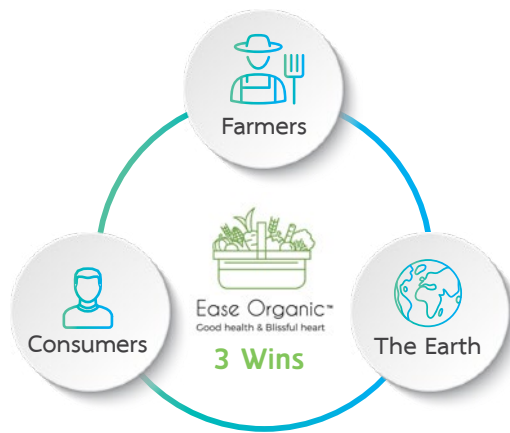 Farmers
Ease Organic™
Good health & Blissful heart
3 Wins
Consumers
The Earth